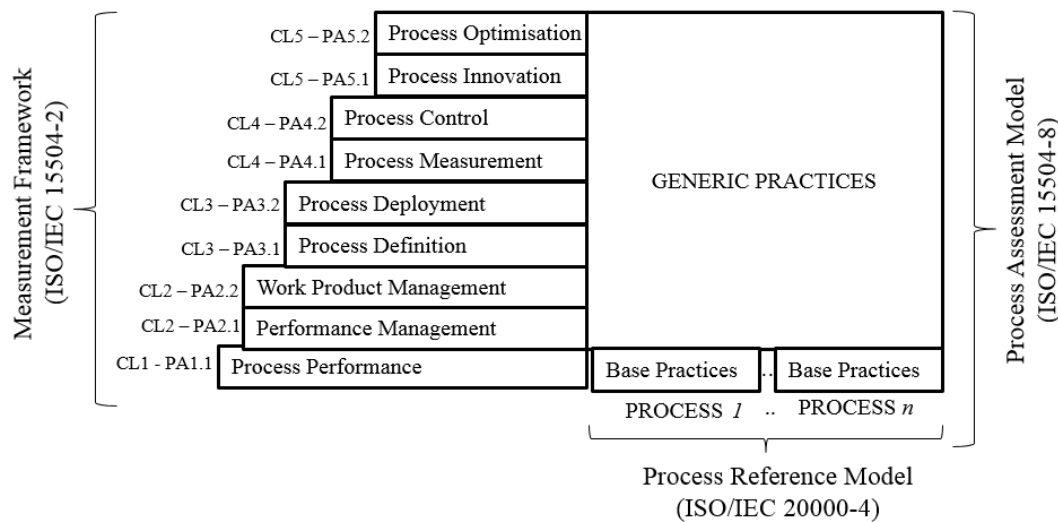 Measurement Framework
(ISO/IEC 15504-2)
CL5 – PA5.2
Process Optimisation
CL5 – PA5.1
Process Innovation
CL4 – PA4.2
Process Control
CL4 – PA4.1
Process Measurement
CL3 – PA3.2
Process Deployment
CL3 – PA3.1
Process Definition
CL2 – PA2.2
Work Product Management
CL2 – PA2.1
Performance Management
CL1 - PA1.1
Process Performance
GENERIC PRACTICES
Base Practices .. Base Practices
PROCESS 1 .. PROCESS n
Process Reference Model
(ISO/IEC 20000-4)
Process Assessment Model
(ISO/IEC 15504-8)